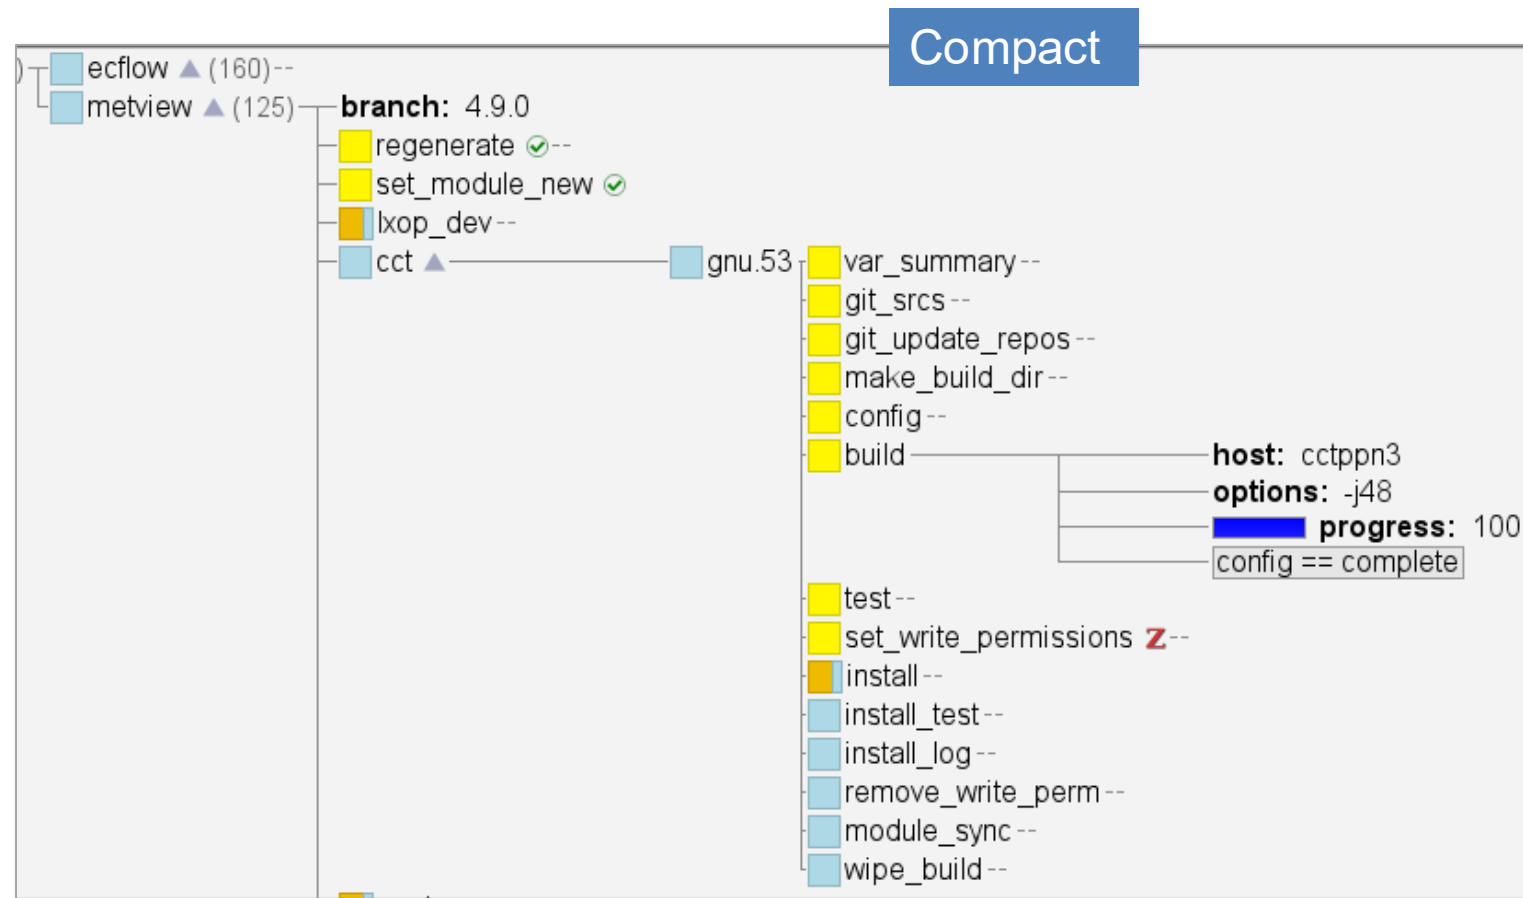 Compact
) ecflow (160)
metview (125) branch: 4.9.0
regenerate
set_module_new
lxop_dev
cct gnu.53 var_summary
git_srcs
git_update_repos
make_build_dir
config
build host: cctppn3
options: -j48
progress: 100
config == complete
test
set_write_permissions Z
install
install_test
install_log
remove_write_perm
module_sync
wipe_build